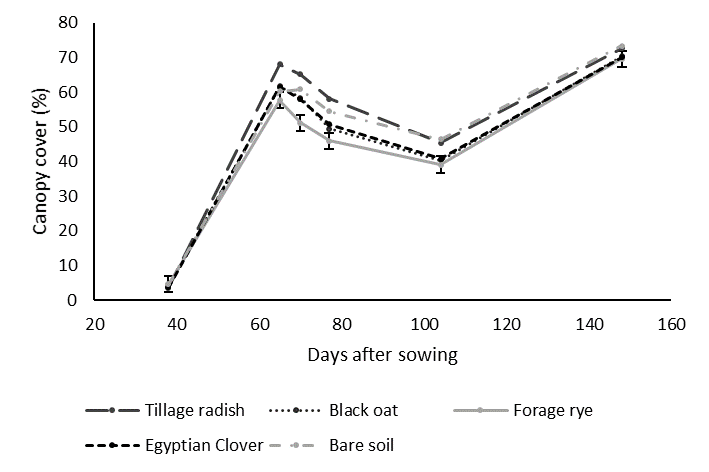 80
70
60
50
40
30
20
10
0
Canopy cover (%)
20 40 60 80 100 120 140 160
Days after sowing
Tillage radish Black oat Forage rye
Egyptian Clover Bare soil